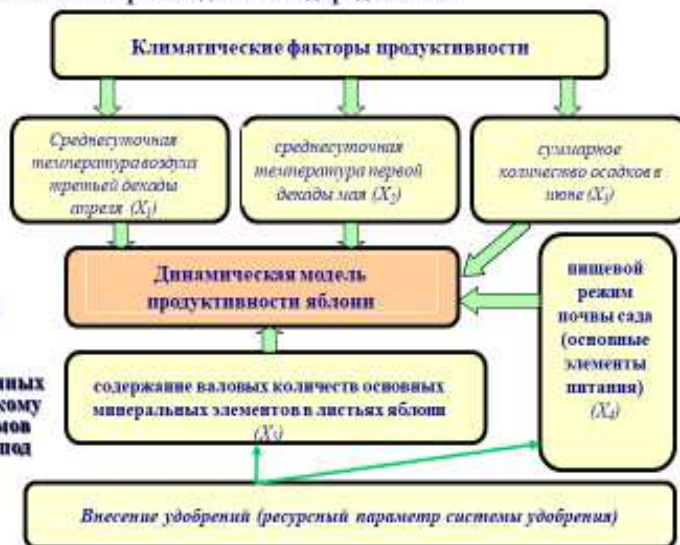 Климатические факторы продуктивности
Среднесуточная
температура воздуха
третьей декады
апреля (X₁)
среднесуточная
температура первой
декады мая (X₂)
суммарное
количество осадков в
июне (X₃)
Динамическая модель
продуктивности яблони
пищевой
режим
почвы сада
(основные
элементы
питания)
(X₄)
содержание валовых количеств основных
минеральных элементов в листьях яблони
(X₅)
Внесение удобрений (ресурсный параметр системы удобрения)